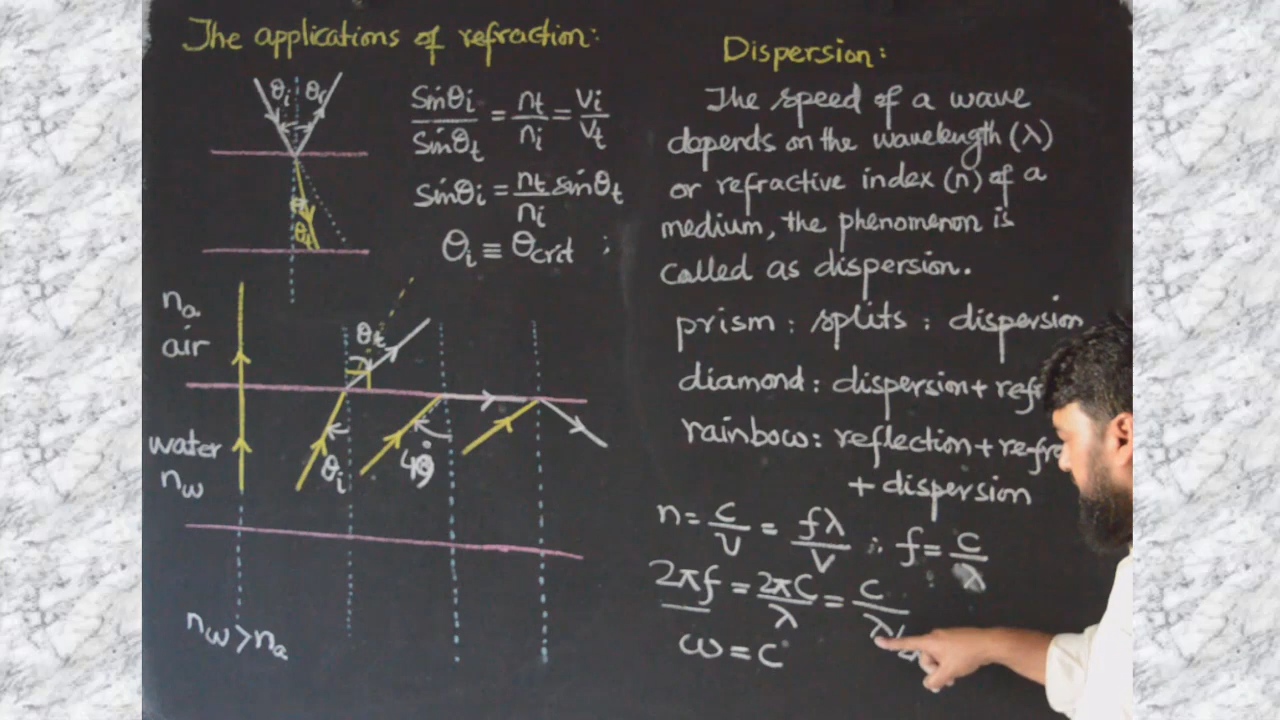 The applications of refraction:
θi θr
Sinθi / Sinθt = nt / ni = vi / vt
Sinθi = nt / ni sinθt
θi ≡ θcrit ;
θt
na
air
θt
water
nw
θi
49
nw > na
Dispersion:
The speed of a wave
depends on the wavelength (λ)
or refractive index (n) of a
medium, the phenomenon is
called as dispersion.
prism: splits: dispersion
diamond: dispersion + refr
rainbow: reflection + refra
+ dispersion
n = c / v = fλ / v ∵ f = c / λ
2πf = 2πc / λ = c / λ/
ω = c